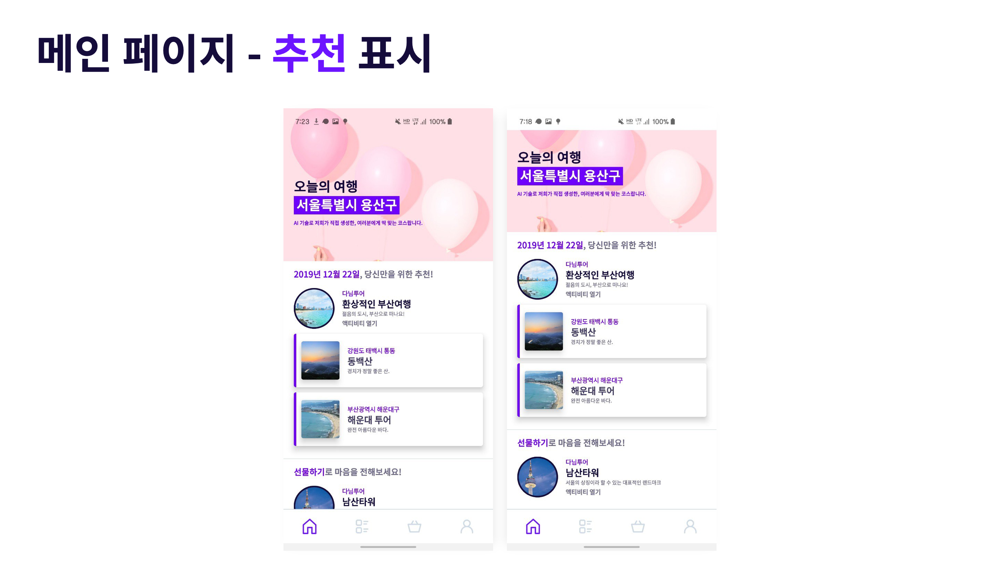 메인 페이지 - 추천 표시
7:23
HD voice LTE 100%
오늘의 여행
서울특별시 용산구
AI 기술로 저희가 직접 생성한, 여러분에게 딱 맞는 코스랍니다.
2019년 12월 22일, 당신만을 위한 추천!
다님투어
환상적인 부산여행
젊음의 도시, 부산으로 떠나요!
액티비티 열기
강원도 태백시 통동
동백산
경치가 정말 좋은 산.
부산광역시 해운대구
해운대 투어
완전 아름다운 바다.
선물하기로 마음을 전해보세요!
다님투어
남산타워
7:18
HD voice LTE 100%
오늘의 여행
서울특별시 용산구
AI 기술로 저희가 직접 생성한, 여러분에게 딱 맞는 코스랍니다.
2019년 12월 22일, 당신만을 위한 추천!
다님투어
환상적인 부산여행
젊음의 도시, 부산으로 떠나요!
액티비티 열기
강원도 태백시 통동
동백산
경치가 정말 좋은 산.
부산광역시 해운대구
해운대 투어
완전 아름다운 바다.
선물하기로 마음을 전해보세요!
다님투어
남산타워
서울의 상징이라 할 수 있는 대표적인 랜드마크
액티비티 열기